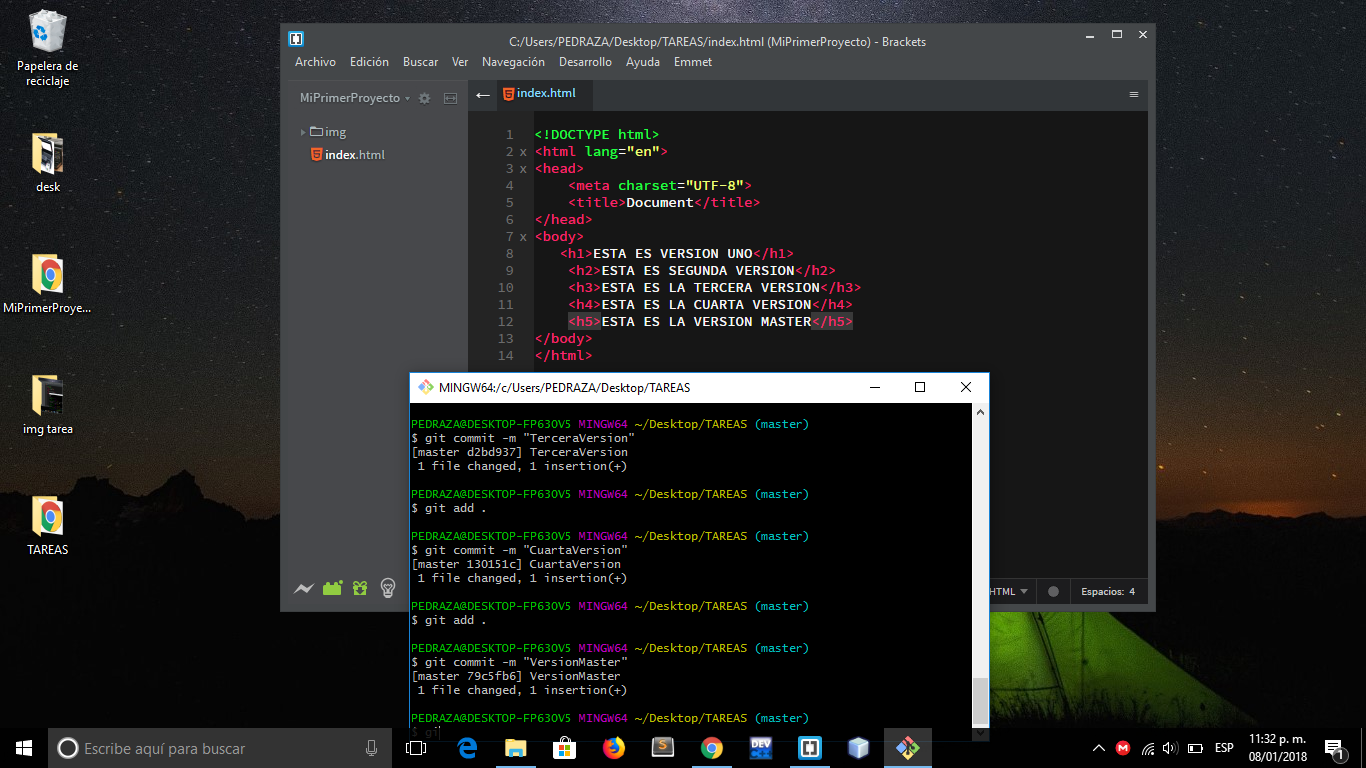 Papelera de
reciclaje
desk
MiPrimerProye...
img tarea
TAREAS
C:/Users/PEDRAZA/Desktop/TAREAS/index.html (MiPrimerProyecto) - Brackets
Archivo Edición Buscar Ver Navegación Desarrollo Ayuda Emmet
MiPrimerProyecto
img
index.html
index.html
1 <!DOCTYPE html>
2 x <html lang="en">
3 x <head>
4 <meta charset="UTF-8">
5 <title>Document</title>
6 </head>
7 x <body>
8 <h1>ESTA ES VERSION UNO</h1>
9 <h2>ESTA ES SEGUNDA VERSION</h2>
10 <h3>ESTA ES LA TERCERA VERSION</h3>
11 <h4>ESTA ES LA CUARTA VERSION</h4>
12 <h5>ESTA ES LA VERSION MASTER</h5>
13 </body>
14 </html>
HTML Espacios: 4
MINGW64:/c/Users/PEDRAZA/Desktop/TAREAS
PEDRAZA@DESKTOP-FP630V5 MINGW64 ~/Desktop/TAREAS (master)
$ git commit -m "TerceraVersion"
[master d2bd937] TerceraVersion
1 file changed, 1 insertion(+)
PEDRAZA@DESKTOP-FP630V5 MINGW64 ~/Desktop/TAREAS (master)
$ git add .
PEDRAZA@DESKTOP-FP630V5 MINGW64 ~/Desktop/TAREAS (master)
$ git commit -m "CuartaVersion"
[master 130151c] CuartaVersion
1 file changed, 1 insertion(+)
PEDRAZA@DESKTOP-FP630V5 MINGW64 ~/Desktop/TAREAS (master)
$ git add .
PEDRAZA@DESKTOP-FP630V5 MINGW64 ~/Desktop/TAREAS (master)
$ git commit -m "VersionMaster"
[master 79c5fb6] VersionMaster
1 file changed, 1 insertion(+)
PEDRAZA@DESKTOP-FP630V5 MINGW64 ~/Desktop/TAREAS (master)
$ gi
Escribe aquí para buscar
DEV
ESP
11:32 p. m.
08/01/2018
1